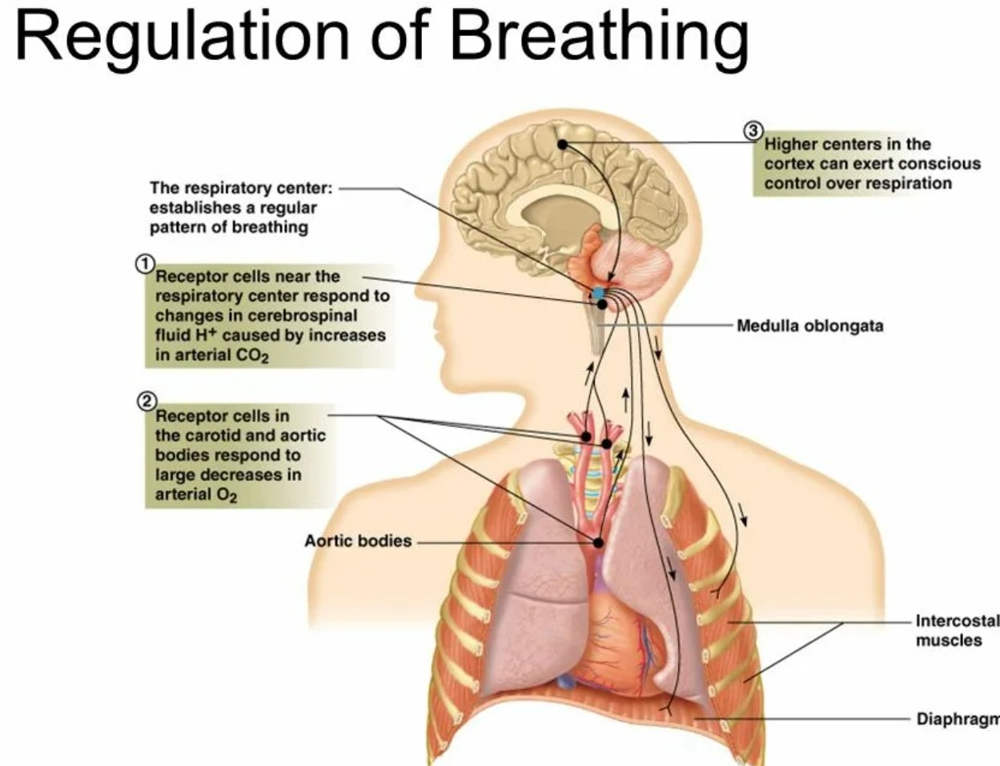 Regulation of Breathing
3
Higher centers in the
cortex can exert conscious
control over respiration
The respiratory center:
establishes a regular
pattern of breathing
1
Receptor cells near the
respiratory center respond to
changes in cerebrospinal
fluid H+ caused by increases
in arterial CO2
Medulla oblongata
2
Receptor cells in
the carotid and aortic
bodies respond to
large decreases in
arterial O2
Aortic bodies
Intercostal
muscles
Diaphragm